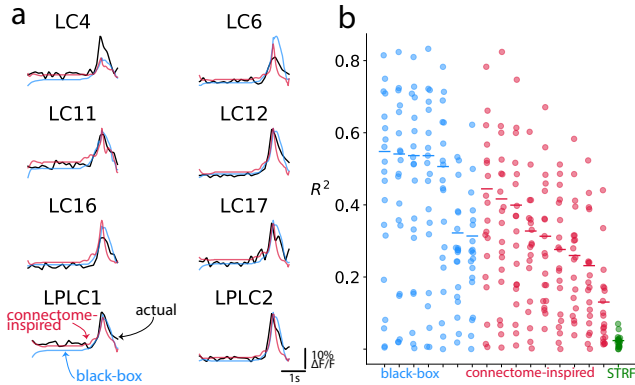 a
LC4
LC6
LC11
LC12
LC16
LC17
LPLC1
LPLC2
connectome-
inspired
actual
black-box
10%
ΔF/F
1s
b
0.8
0.6
R²
0.4
0.2
black-box
connectome-inspired
STRF